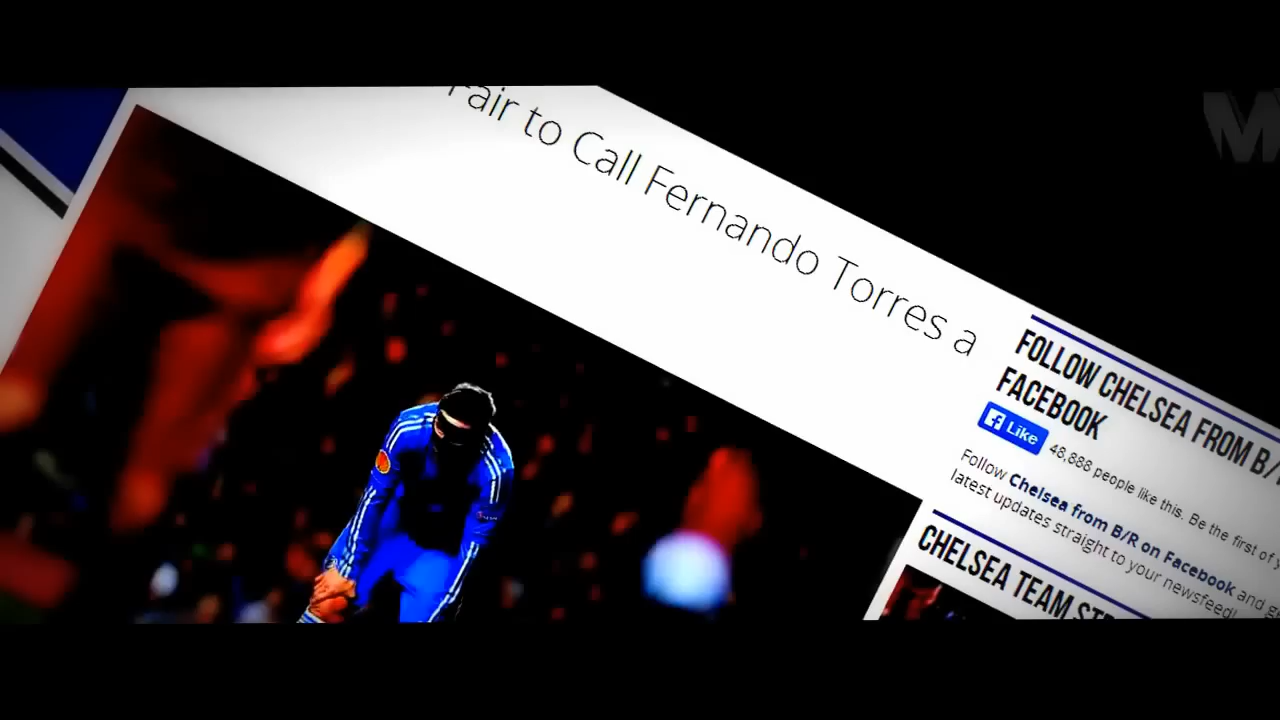 Fair to Call Fernando Torres a
FOLLOW CHELSEA FROM B/
FACEBOOK
Like
48,888 people like this. Be the first of
Follow Chelsea from B/R on Facebook and
latest updates straight to your newsfeed!
CHELSEA TEAM